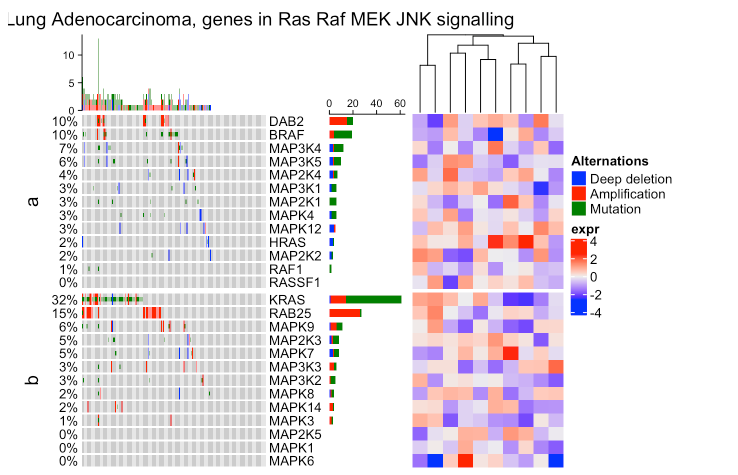 Lung Adenocarcinoma, genes in Ras Raf MEK JNK signalling
10
5
0
0 20 40 60
a
10% DAB2
10% BRAF
7% MAP3K4
6% MAP3K5
4% MAP2K4
3% MAP3K1
3% MAP2K1
3% MAPK4
3% MAPK12
2% HRAS
2% MAP2K2
1% RAF1
0% RASSF1
b
32% KRAS
15% RAB25
6% MAPK9
5% MAP2K3
5% MAPK7
3% MAP3K3
3% MAP3K2
2% MAPK8
2% MAPK14
1% MAPK3
0% MAP2K5
0% MAPK1
0% MAPK6
Alternations
Deep deletion
Amplification
Mutation
expr
4
2
0
-2
-4